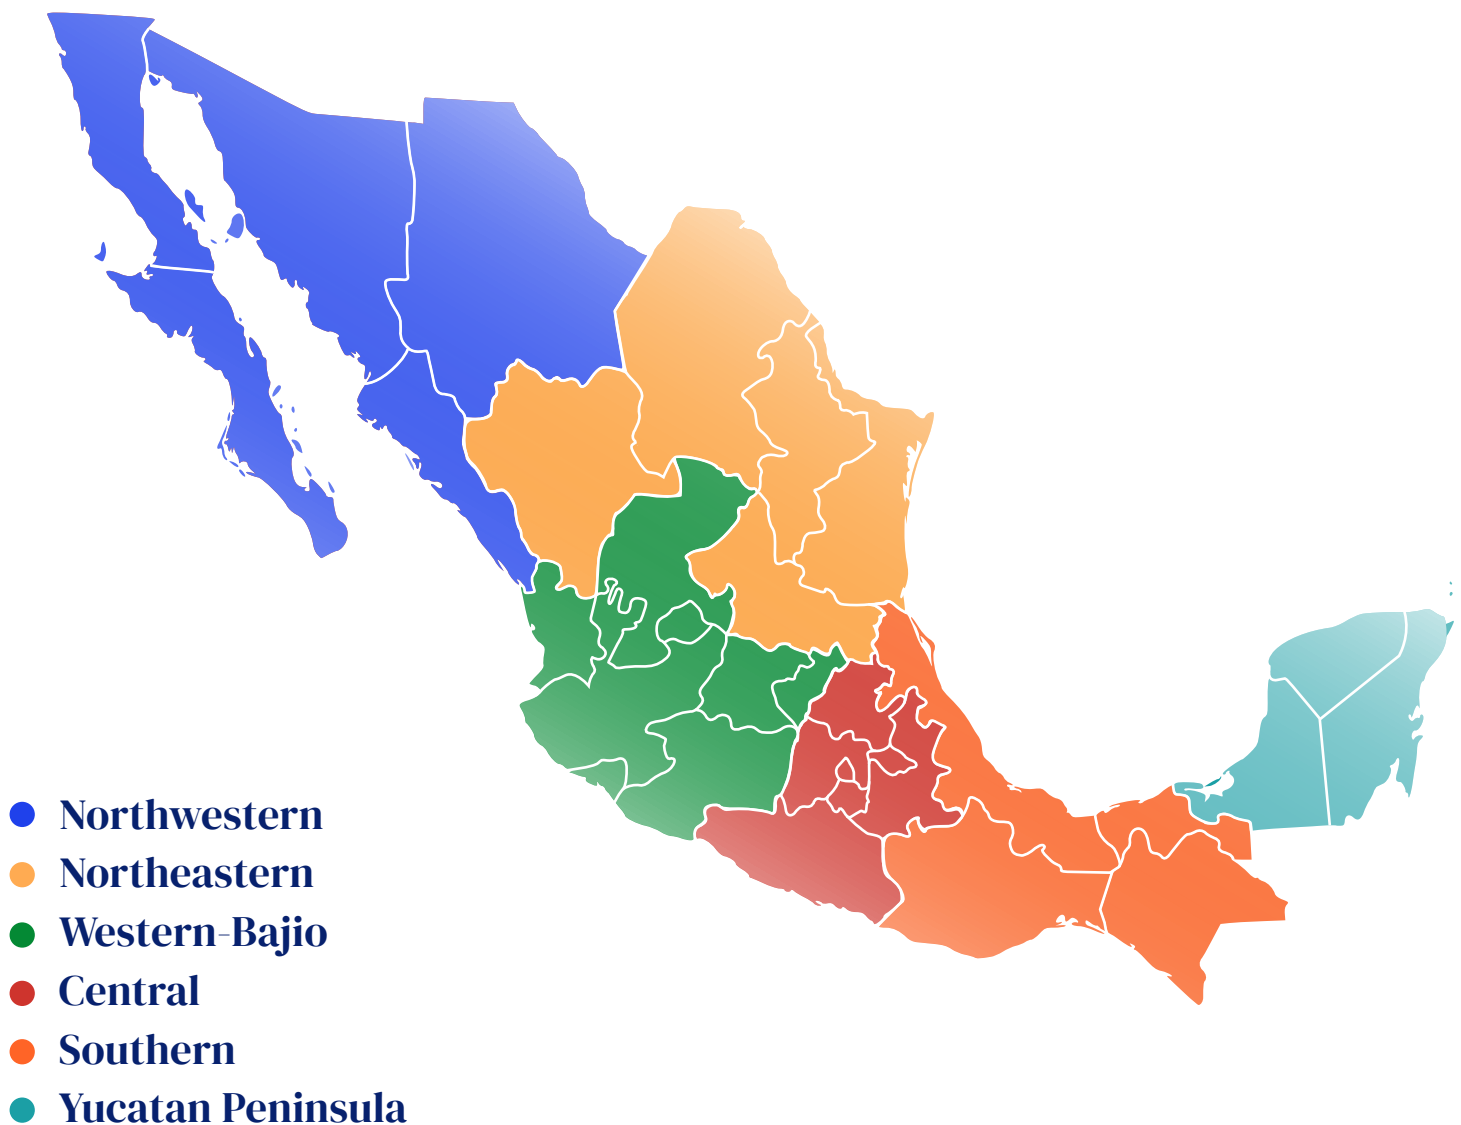 Northwestern
Northeastern
Western-Bajio
Central
Southern
Yucatan Peninsula